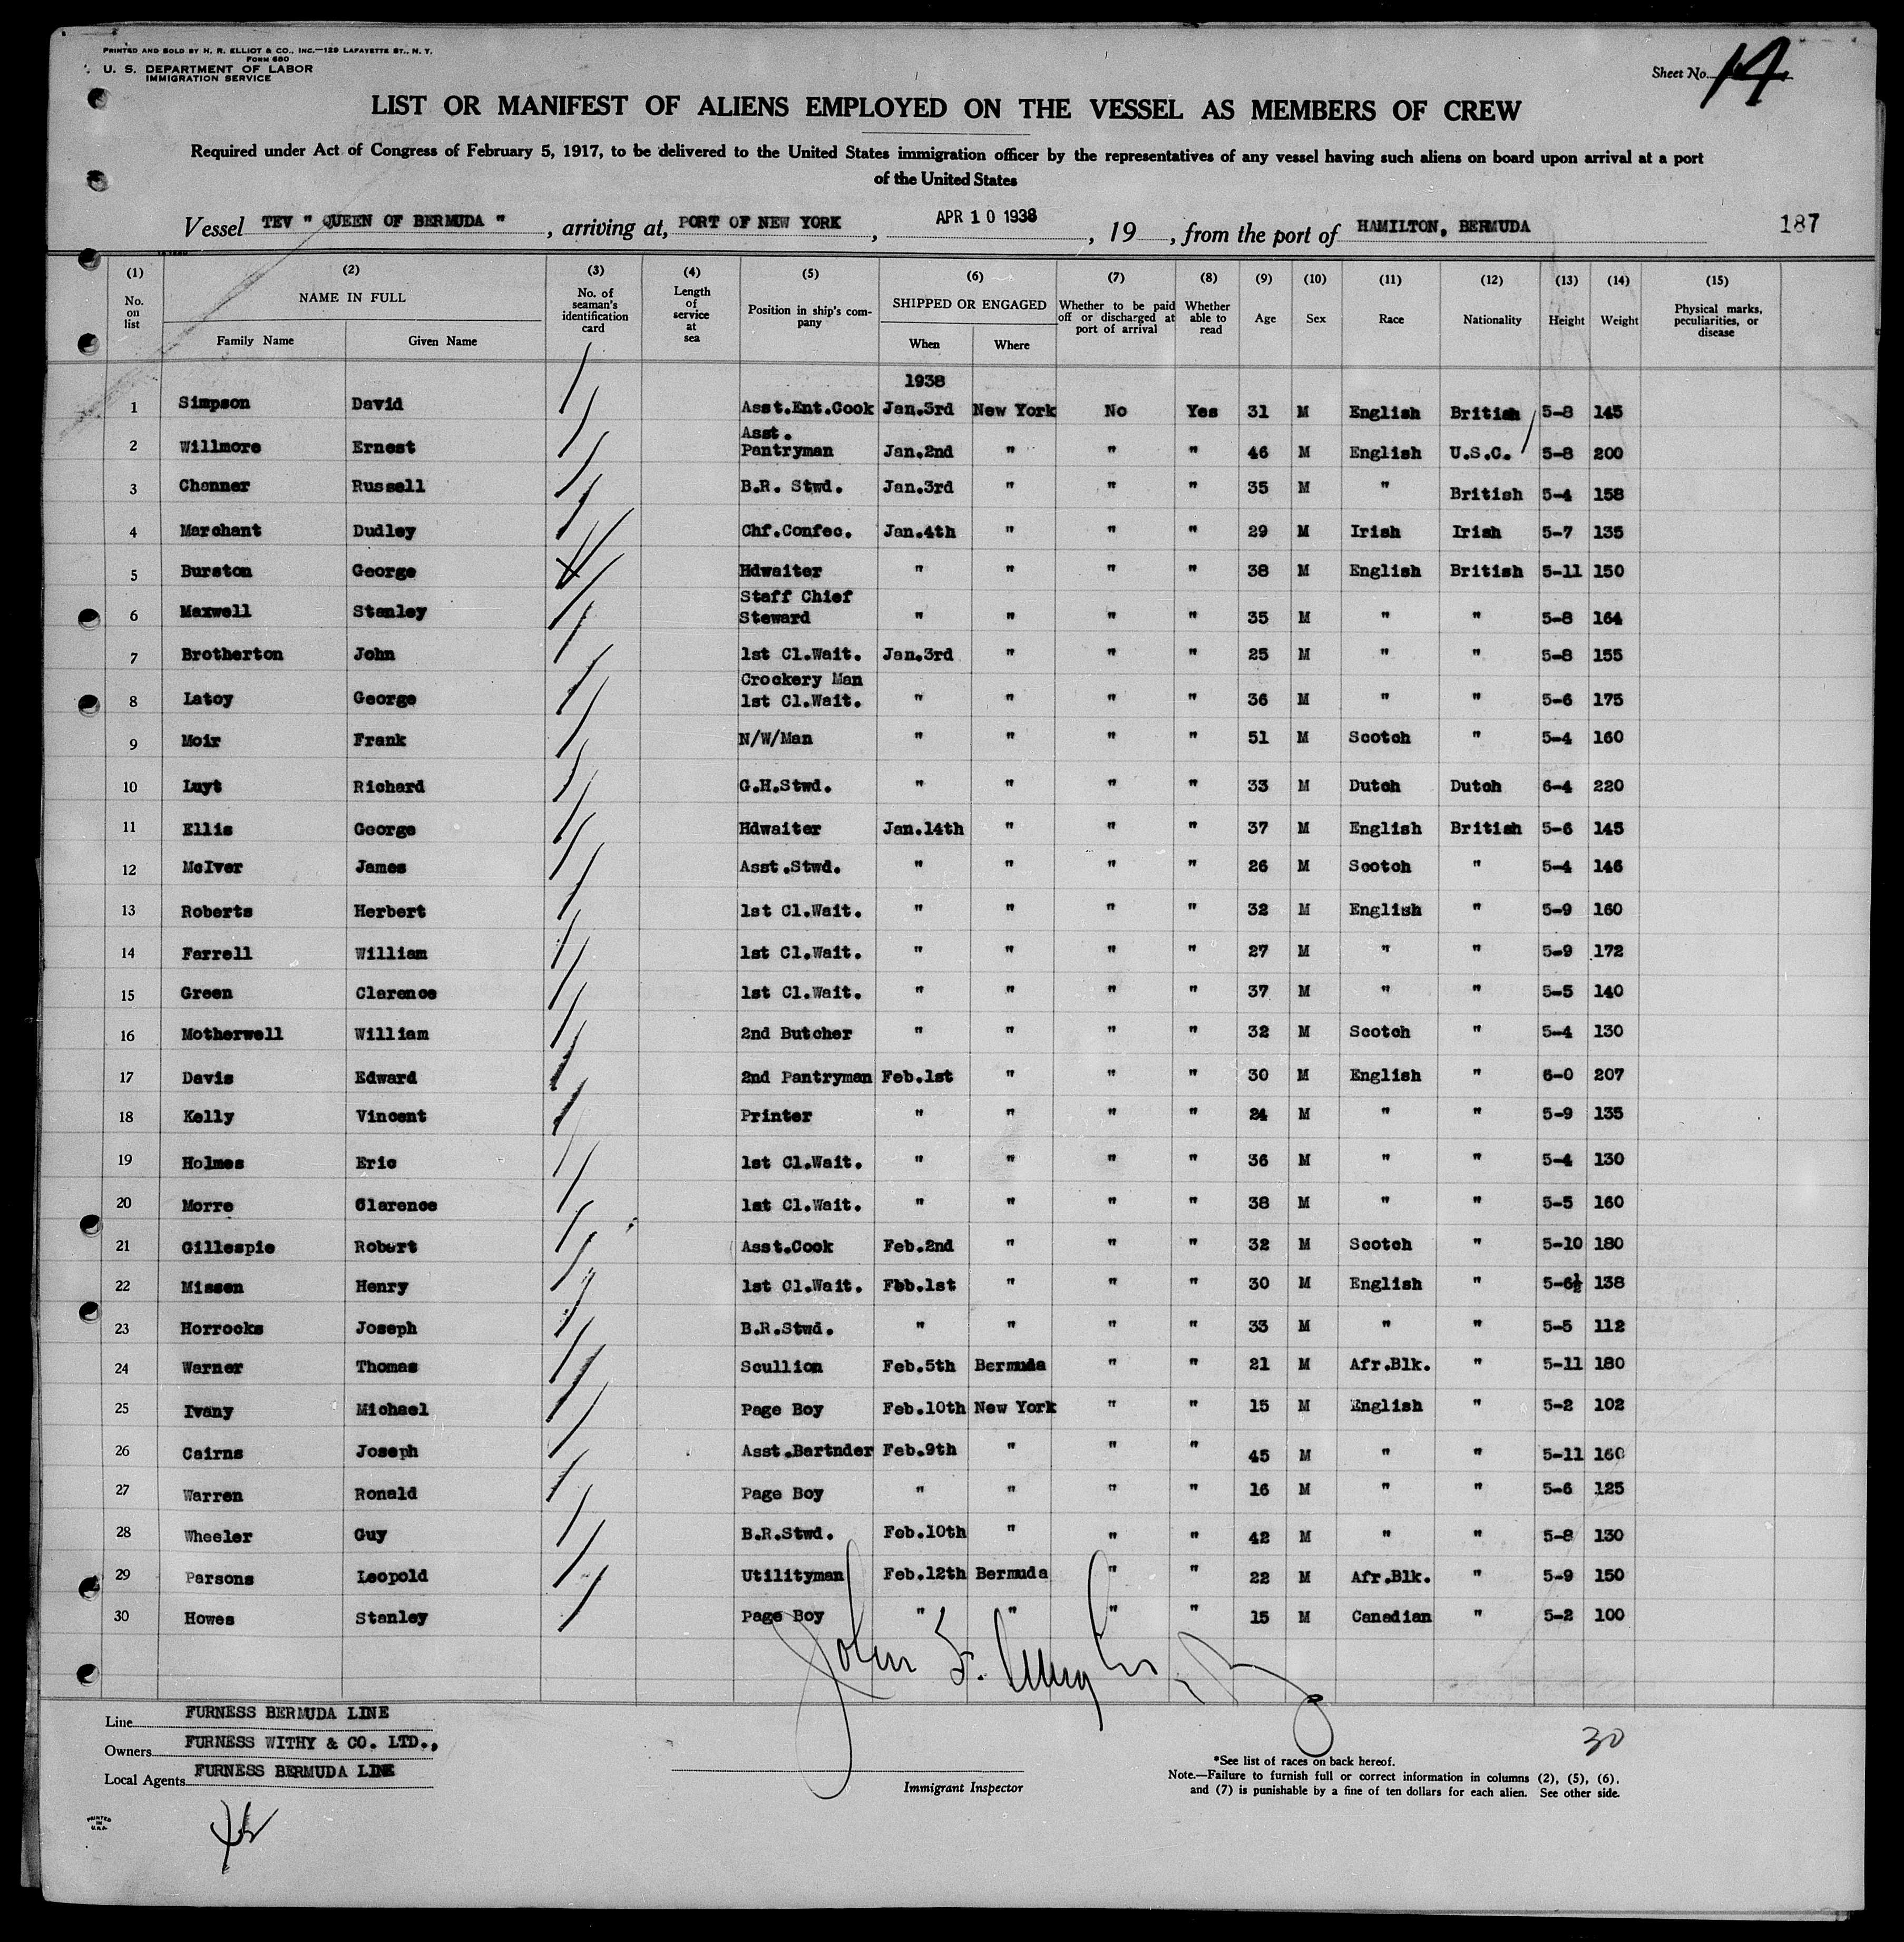 PRINTED AND SOLD BY H. R. ELLIOT & CO., INC.—129 LAFAYETTE ST., N. Y.
FORM 680
U. S. DEPARTMENT OF LABOR
IMMIGRATION SERVICE
Sheet No. 14
LIST OR MANIFEST OF ALIENS EMPLOYED ON THE VESSEL AS MEMBERS OF CREW
Required under Act of Congress of February 5, 1917, to be delivered to the United States immigration officer by the representatives of any vessel having such aliens on board upon arrival at a port
of the United States
Vessel TEV " QUEEN OF BERMUDA ", arriving at, PORT OF NEW YORK, APR 10 1938, 19 , from the port of HAMILTON, BERMUDA 187
(1) (2) (3) (4) (5) (6) (7) (8) (9) (10) (11) (12) (13) (14) (15)
No. on list NAME IN FULL Family Name Given Name No. of seaman's identification card Length of service at sea Position in ship's company SHIPPED OR ENGAGED When Where Whether to be paid off or discharged at port of arrival Whether able to read Age Sex Race Nationality Height Weight Physical marks, peculiarities, or disease
1938
1 Simpson David Asst.Ent.Cook Jan.3rd New York No Yes 31 M English British 5-8 145
2 Willmore Ernest Asst. Pantryman Jan.2nd " " " 46 M English U.S.C. 5-8 200
3 Channer Russell B.R. Stwd. Jan.3rd " " " 35 M " British 5-4 158
4 Marchant Dudley Chf.Confec. Jan.4th " " " 29 M Irish Irish 5-7 135
5 Burston George Hdwaiter " " " " 38 M English British 5-11 150
6 Maxwell Stanley Staff Chief Steward " " " " 35 M " " 5-8 164
7 Brotherton John 1st Cl.Wait. Jan.3rd " " " 25 M " " 5-8 155
8 Latoy George Crockery Man 1st Cl.Wait. " " " " 36 M " " 5-6 175
9 Moir Frank N/W/Man " " " " 51 M Scotch " 5-4 160
10 Luyt Richard G.H.Stwd. " " " " 33 M Dutch Dutch 6-4 220
11 Ellis George Hdwaiter Jan.14th " " " 37 M English British 5-6 145
12 McIver James Asst.Stwd. " " " " 26 M Scotch " 5-4 146
13 Roberts Herbert 1st Cl.Wait. " " " " 32 M English " 5-9 160
14 Farrell William 1st Cl.Wait. " " " " 27 M " " 5-9 172
15 Green Clarence 1st Cl.Wait. " " " " 37 M " " 5-5 140
16 Motherwell William 2nd Butcher " " " " 32 M Scotch " 5-4 130
17 Davis Edward 2nd Pantryman Feb.1st " " " 30 M English " 6-0 207
18 Kelly Vincent Printer " " " " 24 M " " 5-9 135
19 Holmes Eric 1st Cl.Wait. " " " " 36 M " " 5-4 130
20 Morre Clarence 1st Cl.Wait. " " " " 38 M " " 5-5 160
21 Gillespie Robert Asst.Cook Feb.2nd " " " 32 M Scotch " 5-10 180
22 Missen Henry 1st Cl.Wait. Fbb.1st " " " 30 M English " 5-6½ 138
23 Horrocks Joseph B.R.Stwd. " " " " 33 M " " 5-5 112
24 Warner Thomas Scullion Feb.5th Bermuda " " 21 M Afr.Blk. " 5-11 180
25 Ivany Michael Page Boy Feb.10th New York " " 15 M English " 5-2 102
26 Cairns Joseph Asst.Bartnder Feb.9th " " " 45 M " " 5-11 160
27 Warren Ronald Page Boy " " " " 16 M " " 5-6 125
28 Wheeler Guy B.R.Stwd. Feb.10th " " " 42 M " " 5-8 130
29 Parsons Leopold Utilityman Feb.12th Bermuda " " 22 M Afr.Blk. " 5-9 150
30 Howes Stanley Page Boy " " " " 15 M Canadian " 5-2 100
John F.
Line FURNESS BERMUDA LINE
Owners FURNESS WITHY & CO. LTD.,
Local Agents FURNESS BERMUDA LINE
Immigrant Inspector
30
*See list of races on back hereof.
Note.—Failure to furnish full or correct information in columns (2), (5), (6), and (7) is punishable by a fine of ten dollars for each alien. See other side.
PRINTED IN U.S.A.